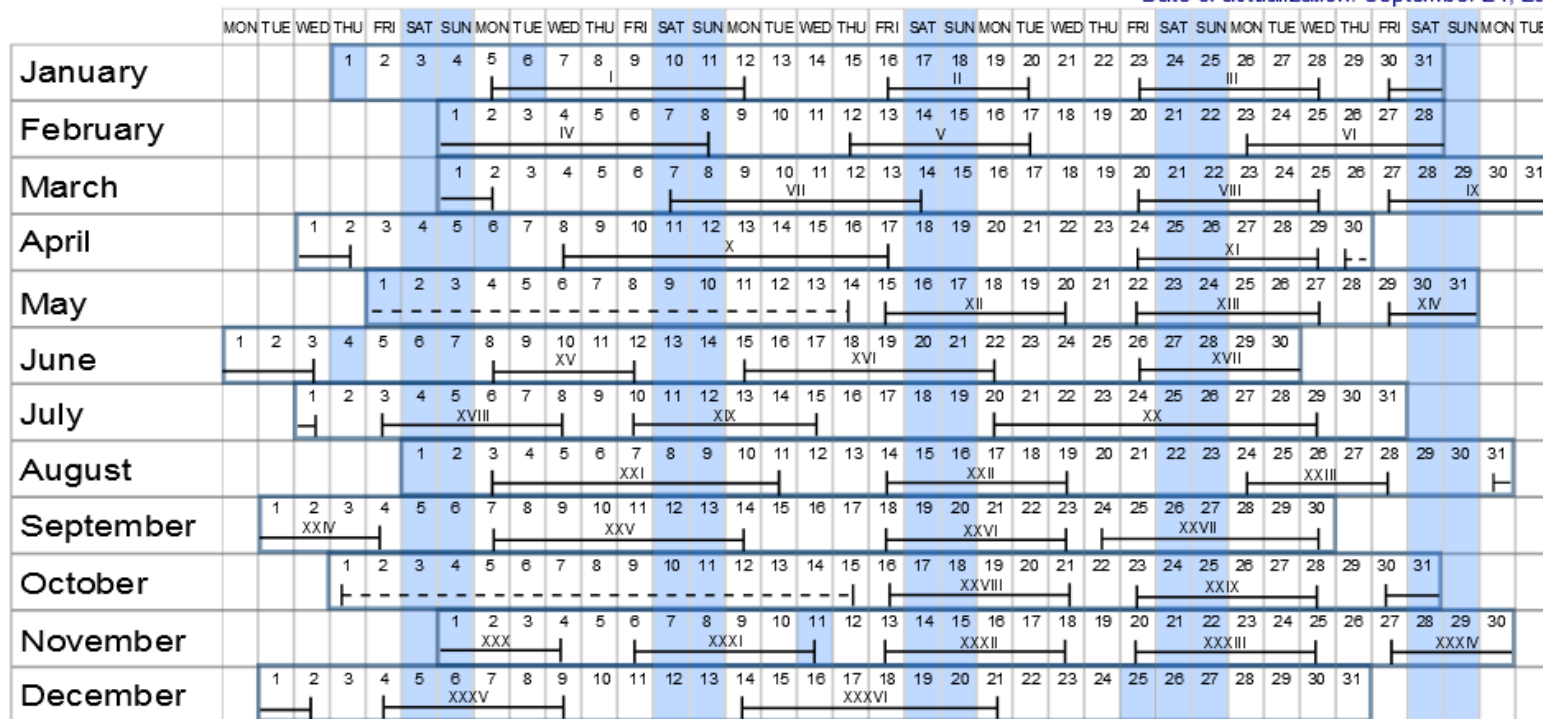 Date of actualization: September 24,
MON TUE WED THU FRI SAT SUN MON TUE WED THU FRI SAT SUN MON TUE WED THU FRI SAT SUN MON TUE WED THU FRI SAT SUN MON TUE WED THU FRI SAT SUN MON TUE
January 1 2 3 4 5 6 7 8 9 10 11 12 13 14 15 16 17 18 19 20 21 22 23 24 25 26 27 28 29 30 31
I II III
February 1 2 3 4 5 6 7 8 9 10 11 12 13 14 15 16 17 18 19 20 21 22 23 24 25 26 27 28
IV V VI
March 1 2 3 4 5 6 7 8 9 10 11 12 13 14 15 16 17 18 19 20 21 22 23 24 25 26 27 28 29 30 31
VII VIII IX
April 1 2 3 4 5 6 7 8 9 10 11 12 13 14 15 16 17 18 19 20 21 22 23 24 25 26 27 28 29 30
X XI
May 1 2 3 4 5 6 7 8 9 10 11 12 13 14 15 16 17 18 19 20 21 22 23 24 25 26 27 28 29 30 31
XII XIII XIV
June 1 2 3 4 5 6 7 8 9 10 11 12 13 14 15 16 17 18 19 20 21 22 23 24 25 26 27 28 29 30
XV XVI XVII
July 1 2 3 4 5 6 7 8 9 10 11 12 13 14 15 16 17 18 19 20 21 22 23 24 25 26 27 28 29 30 31
XVIII XIX XX
August 1 2 3 4 5 6 7 8 9 10 11 12 13 14 15 16 17 18 19 20 21 22 23 24 25 26 27 28 29 30 31
XXI XXII XXIII
September 1 2 3 4 5 6 7 8 9 10 11 12 13 14 15 16 17 18 19 20 21 22 23 24 25 26 27 28 29 30
XXIV XXV XXVI XXVII
October 1 2 3 4 5 6 7 8 9 10 11 12 13 14 15 16 17 18 19 20 21 22 23 24 25 26 27 28 29 30 31
XXVIII XXIX
November 1 2 3 4 5 6 7 8 9 10 11 12 13 14 15 16 17 18 19 20 21 22 23 24 25 26 27 28 29 30
XXX XXXI XXXII XXXIII XXXIV
December 1 2 3 4 5 6 7 8 9 10 11 12 13 14 15 16 17 18 19 20 21 22 23 24 25 26 27 28 29 30 31
XXXV XXXVI